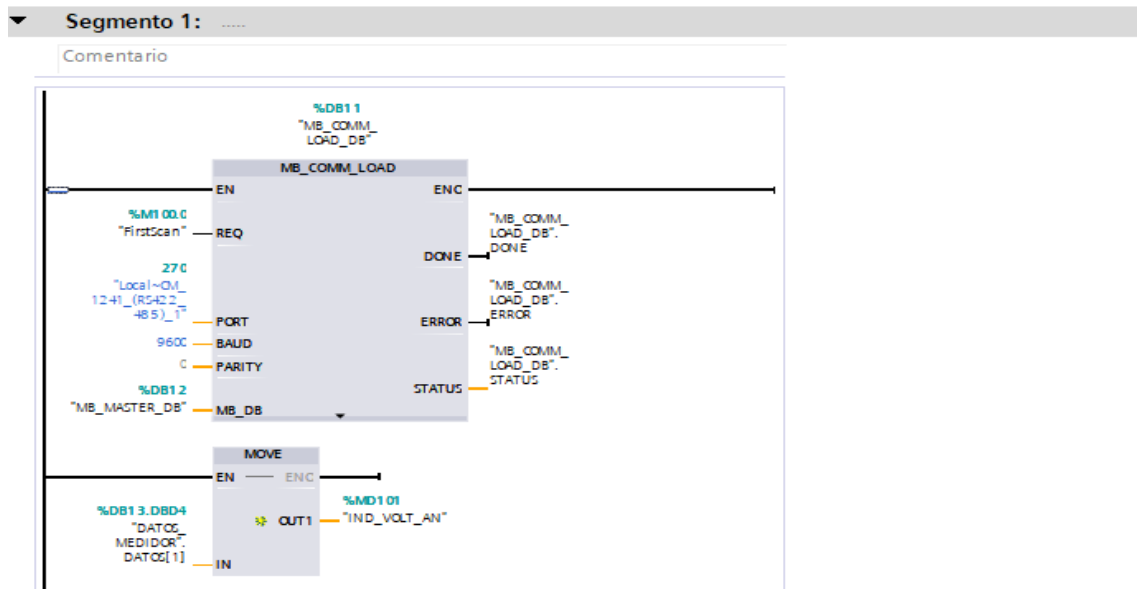 Segmento 1: .....
Comentario
%DB11
"MB_COMM_
LOAD_DB"
MB_COMM_LOAD
EN ENO
%M100.0
"FirstScan" REQ
"MB_COMM_
LOAD_DB".
DONE DONE
270
"Local~CM_
1241_(RS422_
485)_1" PORT
"MB_COMM_
LOAD_DB".
ERROR ERROR
9600 BAUD
0 PARITY
"MB_COMM_
LOAD_DB".
STATUS STATUS
%DB12
"MB_MASTER_DB" MB_DB
MOVE
EN ENO
%DB13.DBD4
"DATOS_
MEDIDOR".
DATOS[1] IN
%MD101
OUT1 "IND_VOLT_AN"